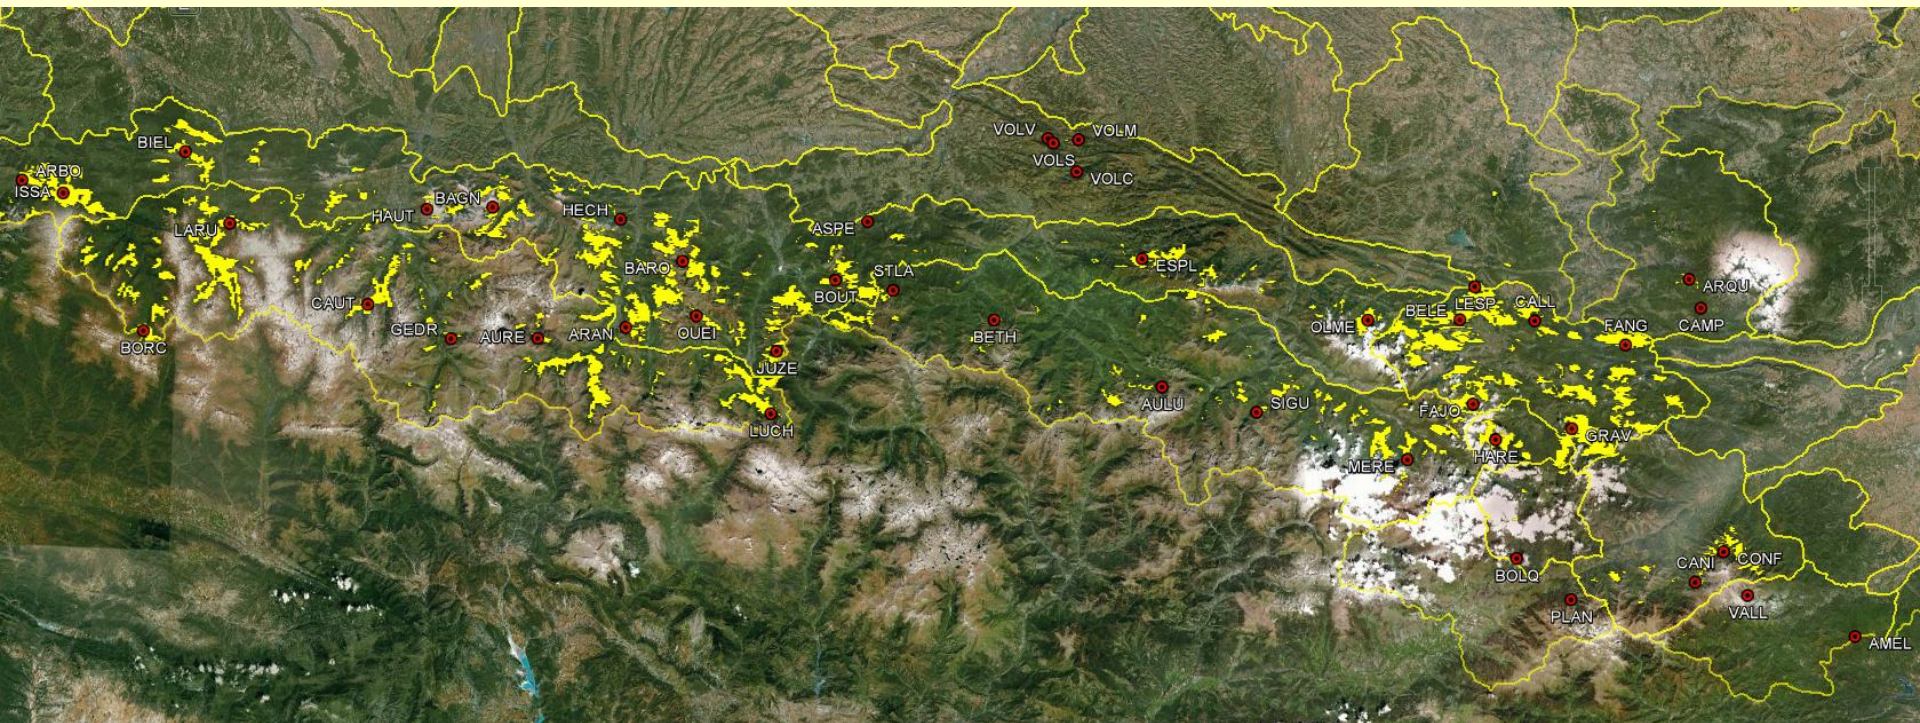 VOLV
VOLM
BIEL
VOLS
ARBO
VOLC
ISSA
BAGN
HAUT
HECH
LARU
ASPE
BARO
STLA
ESPL
BOUT
ARQU
CAUT
BELE
LESP
CALL
GEDR
AURE
ARAN
OUEI
BETH
OLME
CAMP
FANG
BORC
JUZE
AULU
SIGU
FAJO
LUCH
GRAV
HARE
MERE
CANI
CONF
BOLQ
PLAN
VALL
AMEL